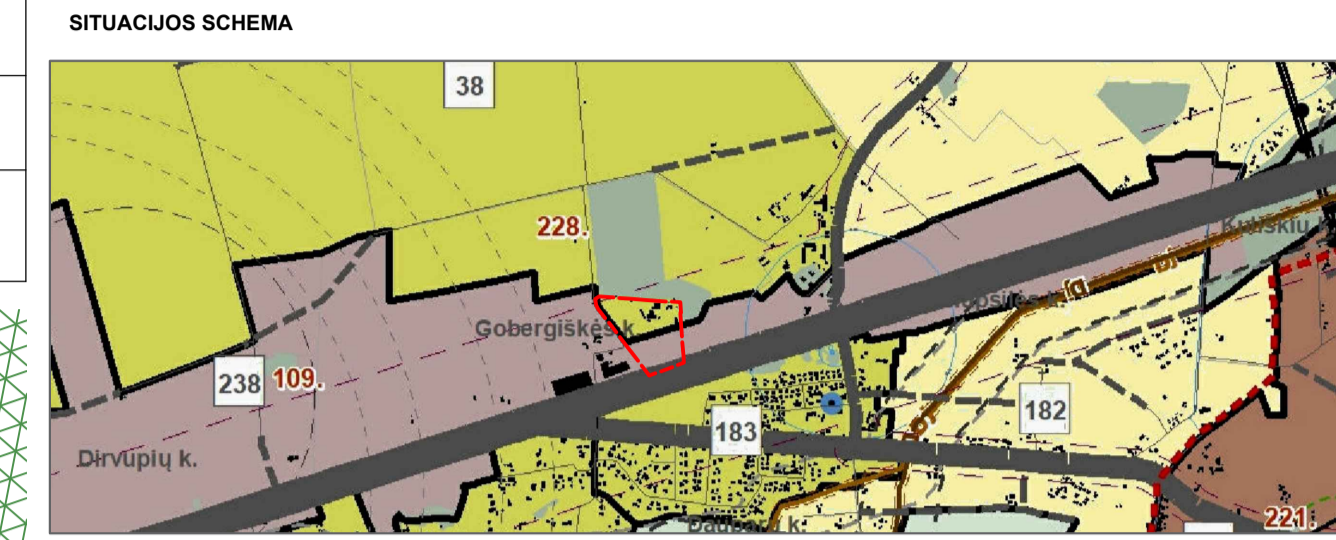 SITUACIJOS SCHEMA
38
228.
Gobergiškės k.
238 109.
183
182
Dirvupių k.
221.